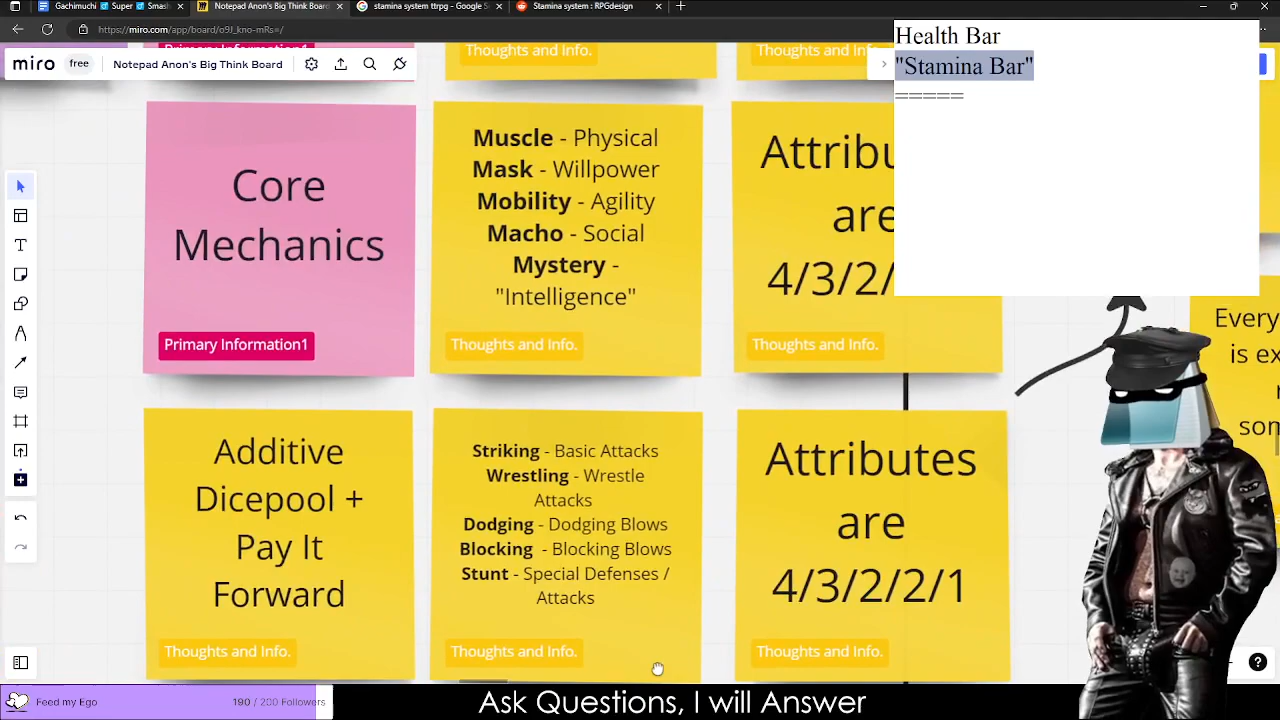 Gachimuchi
Super Smash
Notepad Anon's Big Think Board
stamina system ttrpg - Google S
Stamina system : RPGdesign
https://miro.com/app/board/o9J_kno-mRs=/
Primary Information1
Thoughts and Info.
Thoughts and Info.
miro free Notepad Anon's Big Think Board
Health Bar
"Stamina Bar"
=====
Core
Mechanics
Primary Information1
Muscle - Physical
Mask - Willpower
Mobility - Agility
Macho - Social
Mystery -
"Intelligence"
Thoughts and Info.
Attribu
are
4/3/2/
Thoughts and Info.
Every
is ex
som
Additive
Dicepool +
Pay It
Forward
Thoughts and Info.
Striking - Basic Attacks
Wrestling - Wrestle
Attacks
Dodging - Dodging Blows
Blocking - Blocking Blows
Stunt - Special Defenses /
Attacks
Thoughts and Info.
Attributes
are
4/3/2/2/1
Thoughts and Info.
Feed my Ego 190 / 200 Followers
Ask Questions, I will Answer